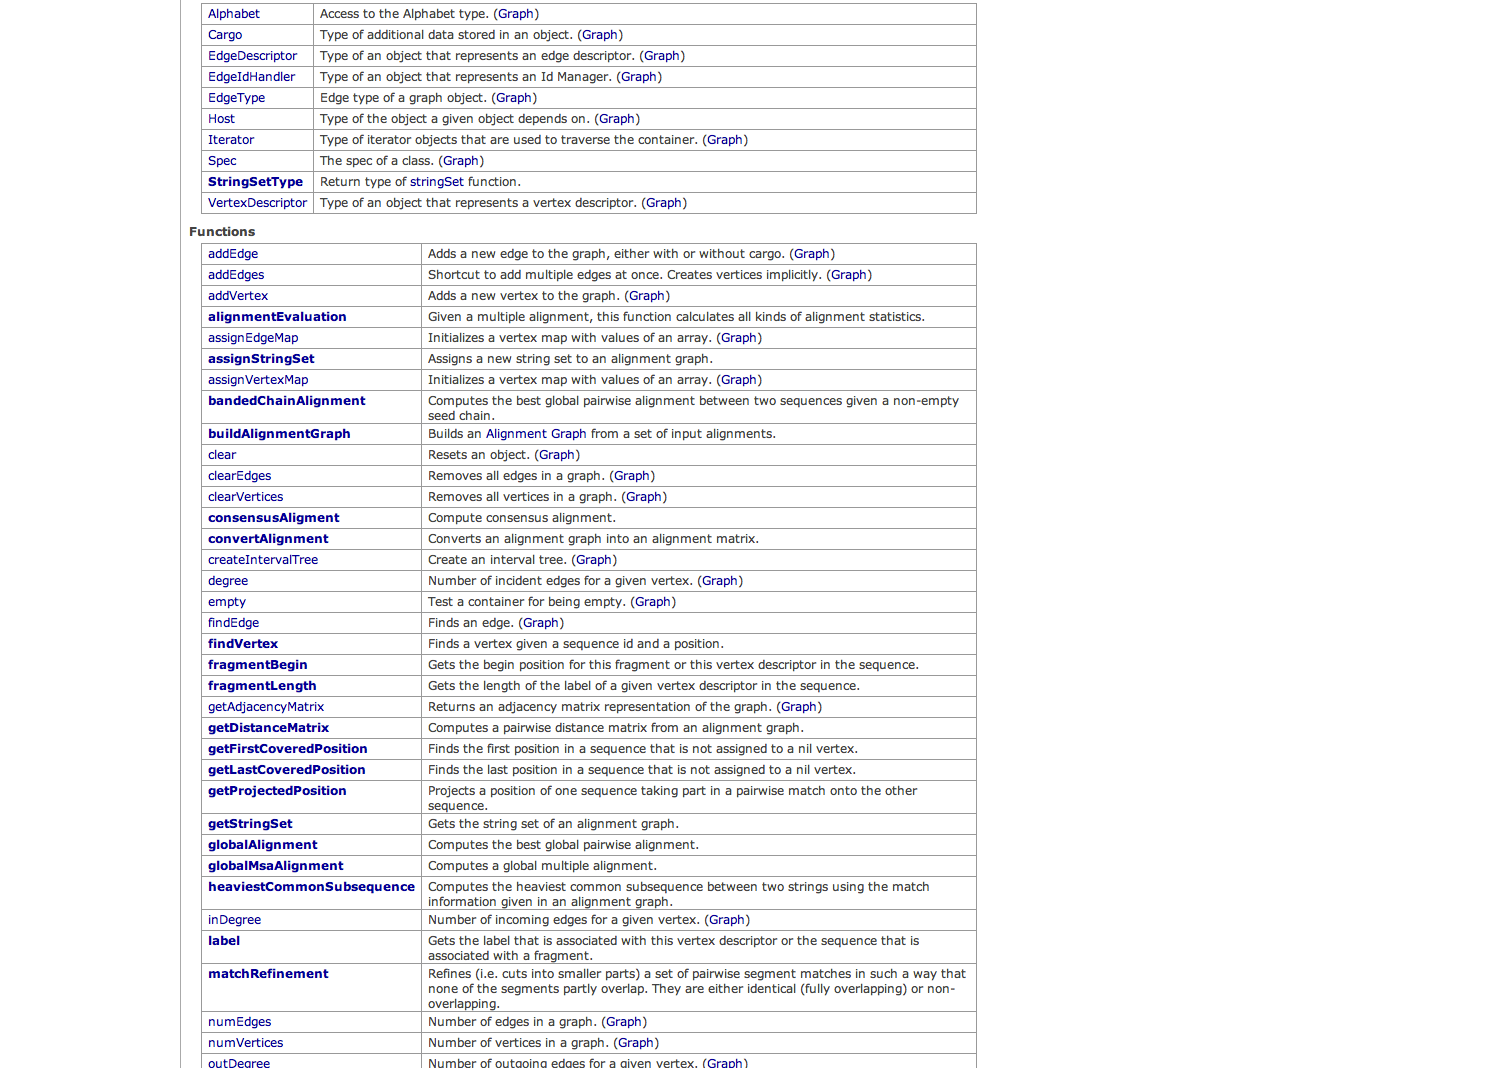 Alphabet Access to the Alphabet type. (Graph)
Cargo Type of additional data stored in an object. (Graph)
EdgeDescriptor Type of an object that represents an edge descriptor. (Graph)
EdgeIdHandler Type of an object that represents an Id Manager. (Graph)
EdgeType Edge type of a graph object. (Graph)
Host Type of the object a given object depends on. (Graph)
Iterator Type of iterator objects that are used to traverse the container. (Graph)
Spec The spec of a class. (Graph)
StringSetType Return type of stringSet function.
VertexDescriptor Type of an object that represents a vertex descriptor. (Graph)
Functions
addEdge Adds a new edge to the graph, either with or without cargo. (Graph)
addEdges Shortcut to add multiple edges at once. Creates vertices implicitly. (Graph)
addVertex Adds a new vertex to the graph. (Graph)
alignmentEvaluation Given a multiple alignment, this function calculates all kinds of alignment statistics.
assignEdgeMap Initializes a vertex map with values of an array. (Graph)
assignStringSet Assigns a new string set to an alignment graph.
assignVertexMap Initializes a vertex map with values of an array. (Graph)
bandedChainAlignment Computes the best global pairwise alignment between two sequences given a non-empty
seed chain.
buildAlignmentGraph Builds an Alignment Graph from a set of input alignments.
clear Resets an object. (Graph)
clearEdges Removes all edges in a graph. (Graph)
clearVertices Removes all vertices in a graph. (Graph)
consensusAligment Compute consensus alignment.
convertAlignment Converts an alignment graph into an alignment matrix.
createIntervalTree Create an interval tree. (Graph)
degree Number of incident edges for a given vertex. (Graph)
empty Test a container for being empty. (Graph)
findEdge Finds an edge. (Graph)
findVertex Finds a vertex given a sequence id and a position.
fragmentBegin Gets the begin position for this fragment or this vertex descriptor in the sequence.
fragmentLength Gets the length of the label of a given vertex descriptor in the sequence.
getAdjacencyMatrix Returns an adjacency matrix representation of the graph. (Graph)
getDistanceMatrix Computes a pairwise distance matrix from an alignment graph.
getFirstCoveredPosition Finds the first position in a sequence that is not assigned to a nil vertex.
getLastCoveredPosition Finds the last position in a sequence that is not assigned to a nil vertex.
getProjectedPosition Projects a position of one sequence taking part in a pairwise match onto the other
sequence.
getStringSet Gets the string set of an alignment graph.
globalAlignment Computes the best global pairwise alignment.
globalMsaAlignment Computes a global multiple alignment.
heaviestCommonSubsequence Computes the heaviest common subsequence between two strings using the match
information given in an alignment graph.
inDegree Number of incoming edges for a given vertex. (Graph)
label Gets the label that is associated with this vertex descriptor or the sequence that is
associated with a fragment.
matchRefinement Refines (i.e. cuts into smaller parts) a set of pairwise segment matches in such a way that
none of the segments partly overlap. They are either identical (fully overlapping) or non-
overlapping.
numEdges Number of edges in a graph. (Graph)
numVertices Number of vertices in a graph. (Graph)
outDegree Number of outgoing edges for a given vertex. (Graph)